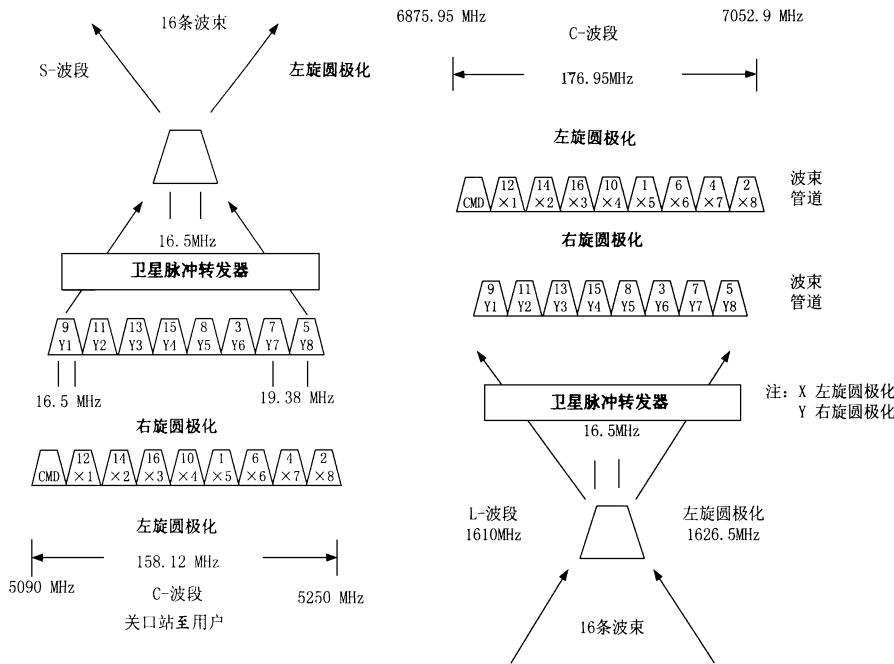 16条波束
S-波段
左旋圆极化
16.5MHz
卫星脉冲转发器
9 11 13 15 8 3 7 5
Y1 Y2 Y3 Y4 Y5 Y6 Y7 Y8
16.5 MHz
19.38 MHz
右旋圆极化
12 14 16 10 1 6 4 2
CMD ×1 ×2 ×3 ×4 ×5 ×6 ×7 ×8
左旋圆极化
158.12 MHz
5090 MHz
5250 MHz
C-波段
关口站至用户
6875.95 MHz
7052.9 MHz
C-波段
176.95MHz
左旋圆极化
12 14 16 10 1 6 4 2
CMD ×1 ×2 ×3 ×4 ×5 ×6 ×7 ×8
波束
管道
右旋圆极化
9 11 13 15 8 3 7 5
Y1 Y2 Y3 Y4 Y5 Y6 Y7 Y8
波束
管道
卫星脉冲转发器
注: X 左旋圆极化
Y 右旋圆极化
16.5MHz
L-波段
1610MHz
左旋圆极化
1626.5MHz
16条波束